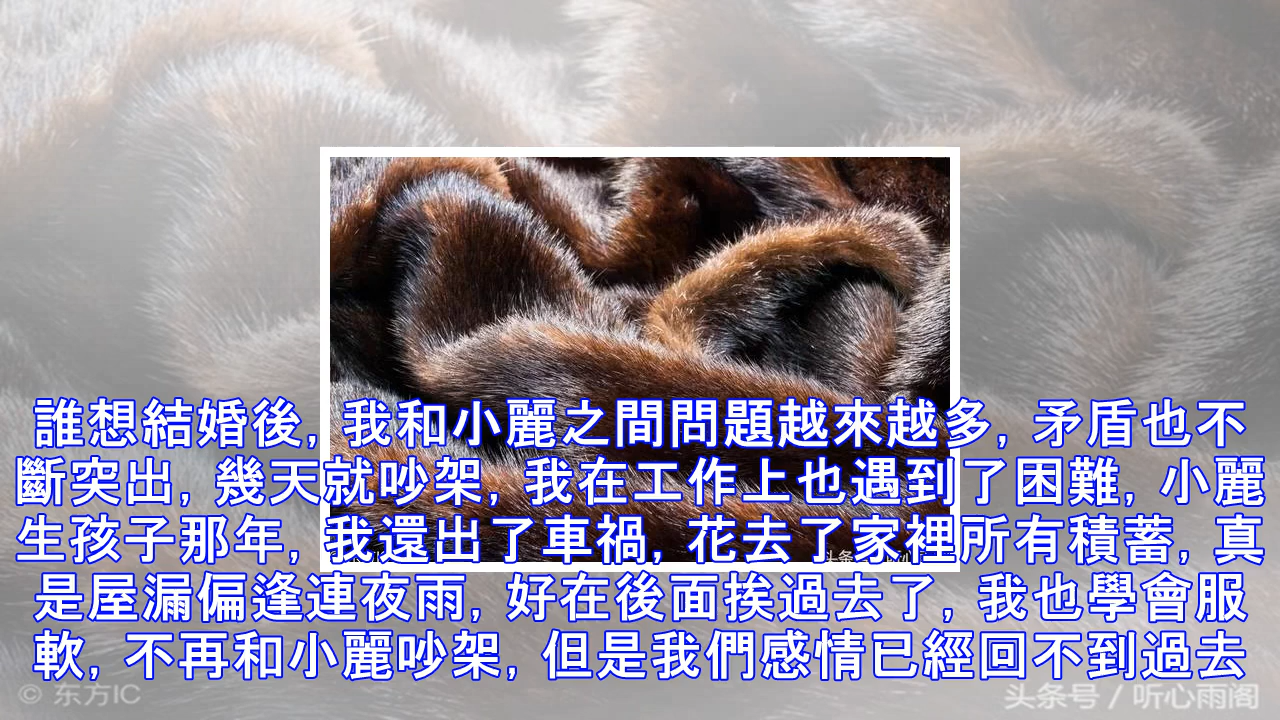 誰想結婚後, 我和小麗之間問題越來越多, 矛盾也不
斷突出, 幾天就吵架, 我在工作上也遇到了困難, 小麗
生孩子那年, 我還出了車禍, 花去了家裡所有積蓄, 真
是屋漏偏逢連夜雨, 好在後面挨過去了, 我也學會服
軟, 不再和小麗吵架, 但是我們感情已經回不到過去
© 东方IC
头条号 / 听心雨阁